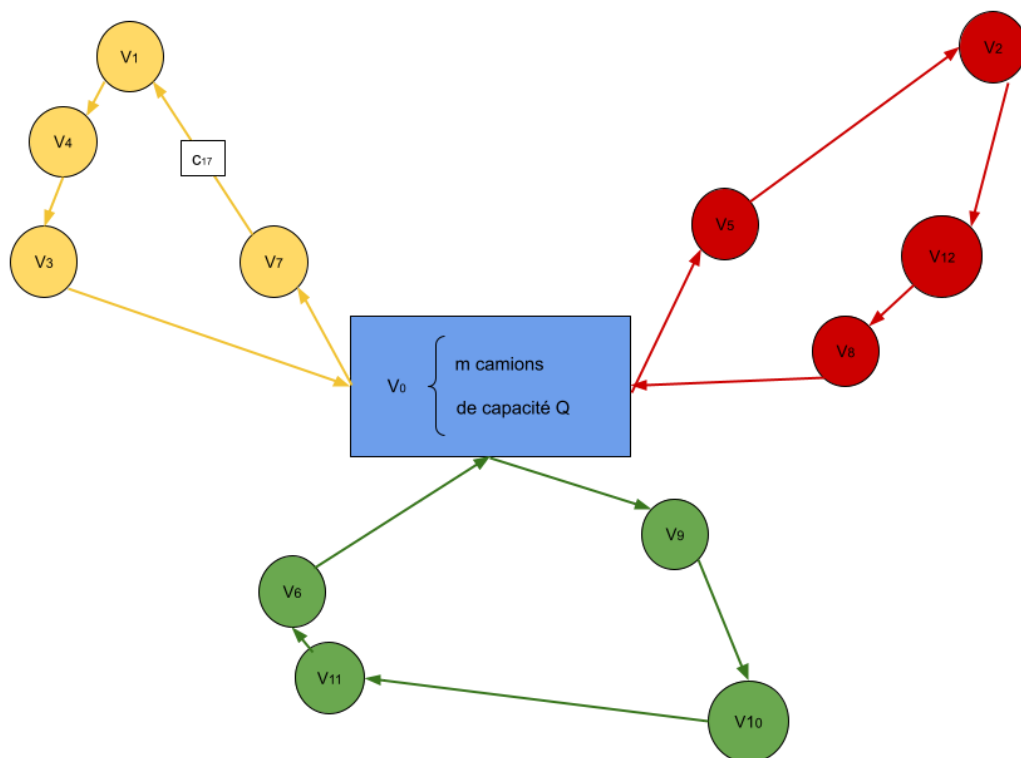 V1
V2
V4
C17
V5
V3
V7
V12
V8
V0
m camions
de capacité Q
V9
V6
V11
V10